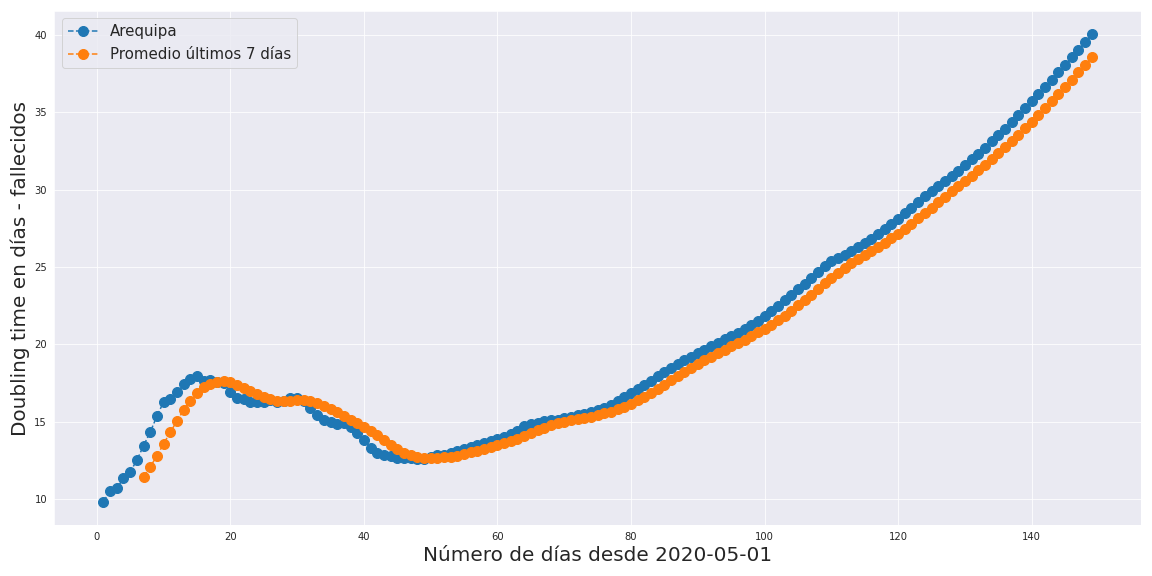 Arequipa
Promedio últimos 7 días
Doubling time en días - fallecidos
40
35
30
25
20
15
10
0 20 40 60 80 100 120 140
Número de días desde 2020-05-01